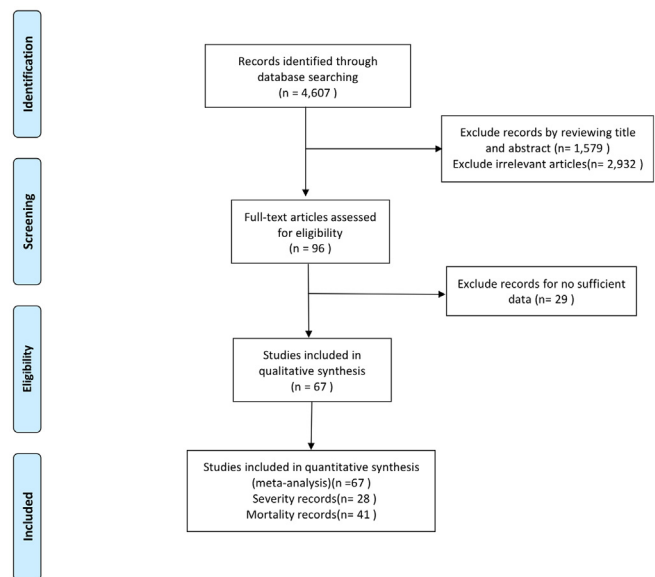 Identification
Records identified through
database searching
(n = 4,607 )
Exclude records by reviewing title
and abstract (n= 1,579 )
Exclude irrelevant articles(n= 2,932 )
Screening
Full-text articles assessed
for eligibility
(n = 96 )
Exclude records for no sufficient
data (n= 29 )
Eligibility
Studies included in
qualitative synthesis
(n = 67 )
Included
Studies included in quantitative synthesis
(meta-analysis)(n =67 )
Severity records(n= 28 )
Mortality records(n= 41 )